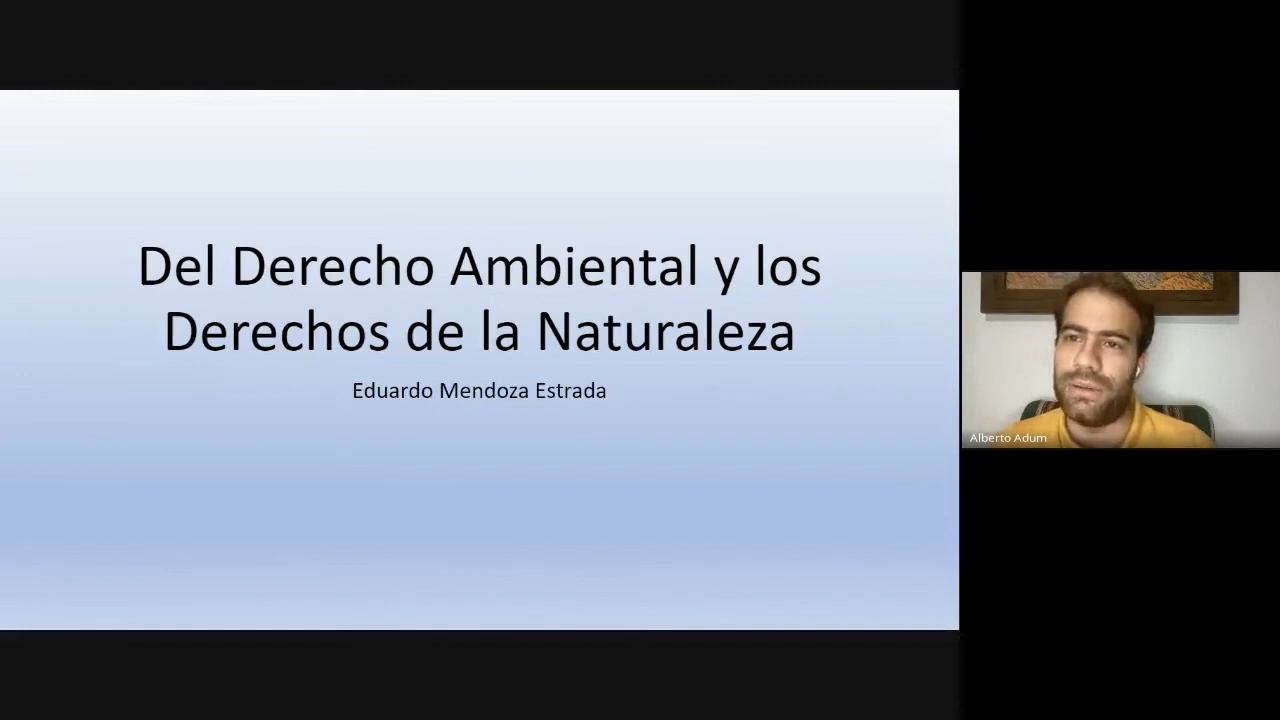 Del Derecho Ambiental y los
Derechos de la Naturaleza
Eduardo Mendoza Estrada
Alberto Adum